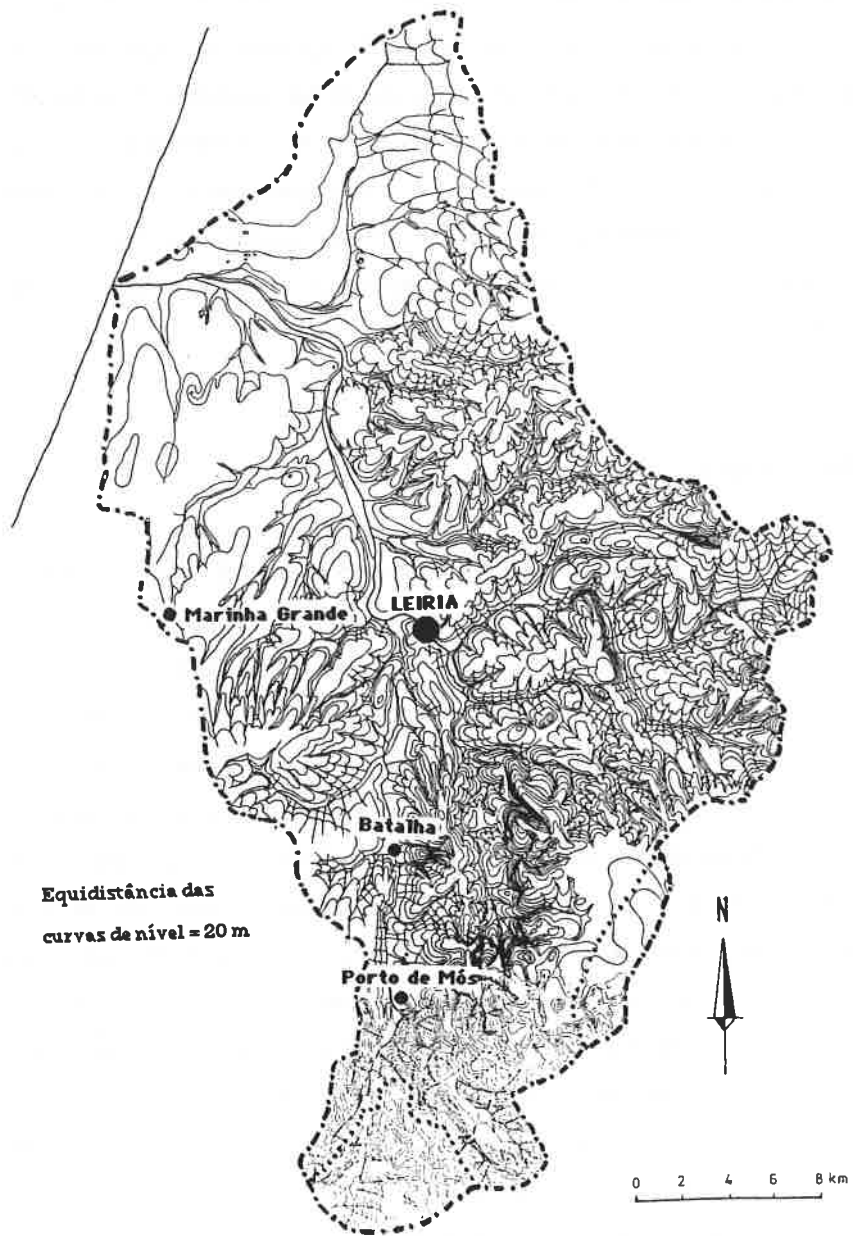 Marinha Grande
LEIRIA
Batalha
Equidistância das
curvas de nível = 20 m
N
Porto de Mós
0 2 4 6 8 km